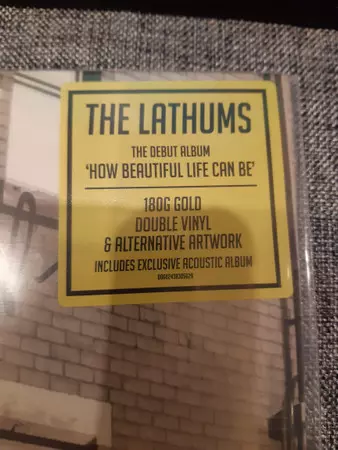 THE LATHUMS
THE DEBUT ALBUM
'HOW BEAUTIFUL LIFE CAN BE'
180G GOLD
DOUBLE VINYL
& ALTERNATIVE ARTWORK
INCLUDES EXCLUSIVE ACOUSTIC ALBUM